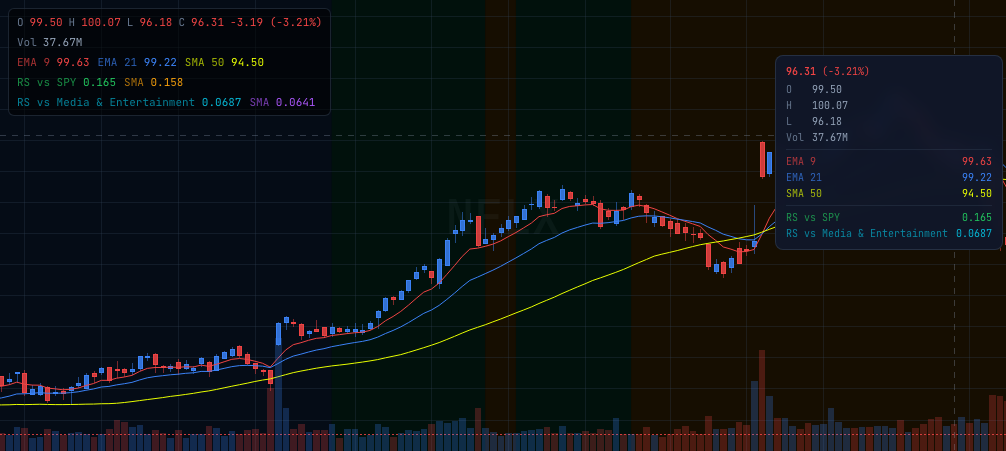 O 99.50 H 100.07 L 96.18 C 96.31 -3.19 (-3.21%)
Vol 37.67M
EMA 9 99.63 EMA 21 99.22 SMA 50 94.50
RS vs SPY 0.165 SMA 0.158
RS vs Media & Entertainment 0.0687 SMA 0.0641
96.31 (-3.21%)
O 99.50
H 100.07
L 96.18
Vol 37.67M
EMA 9 99.63
EMA 21 99.22
SMA 50 94.50
RS vs SPY 0.165
RS vs Media & Entertainment 0.0687